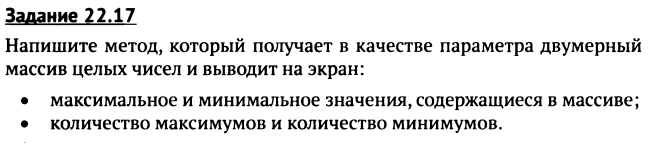 Задание 22.17
Напишите метод, который получает в качестве параметра двумерный
массив целых чисел и выводит на экран:
• максимальное и минимальное значения, содержащиеся в массиве;
• количество максимумов и количество минимумов.